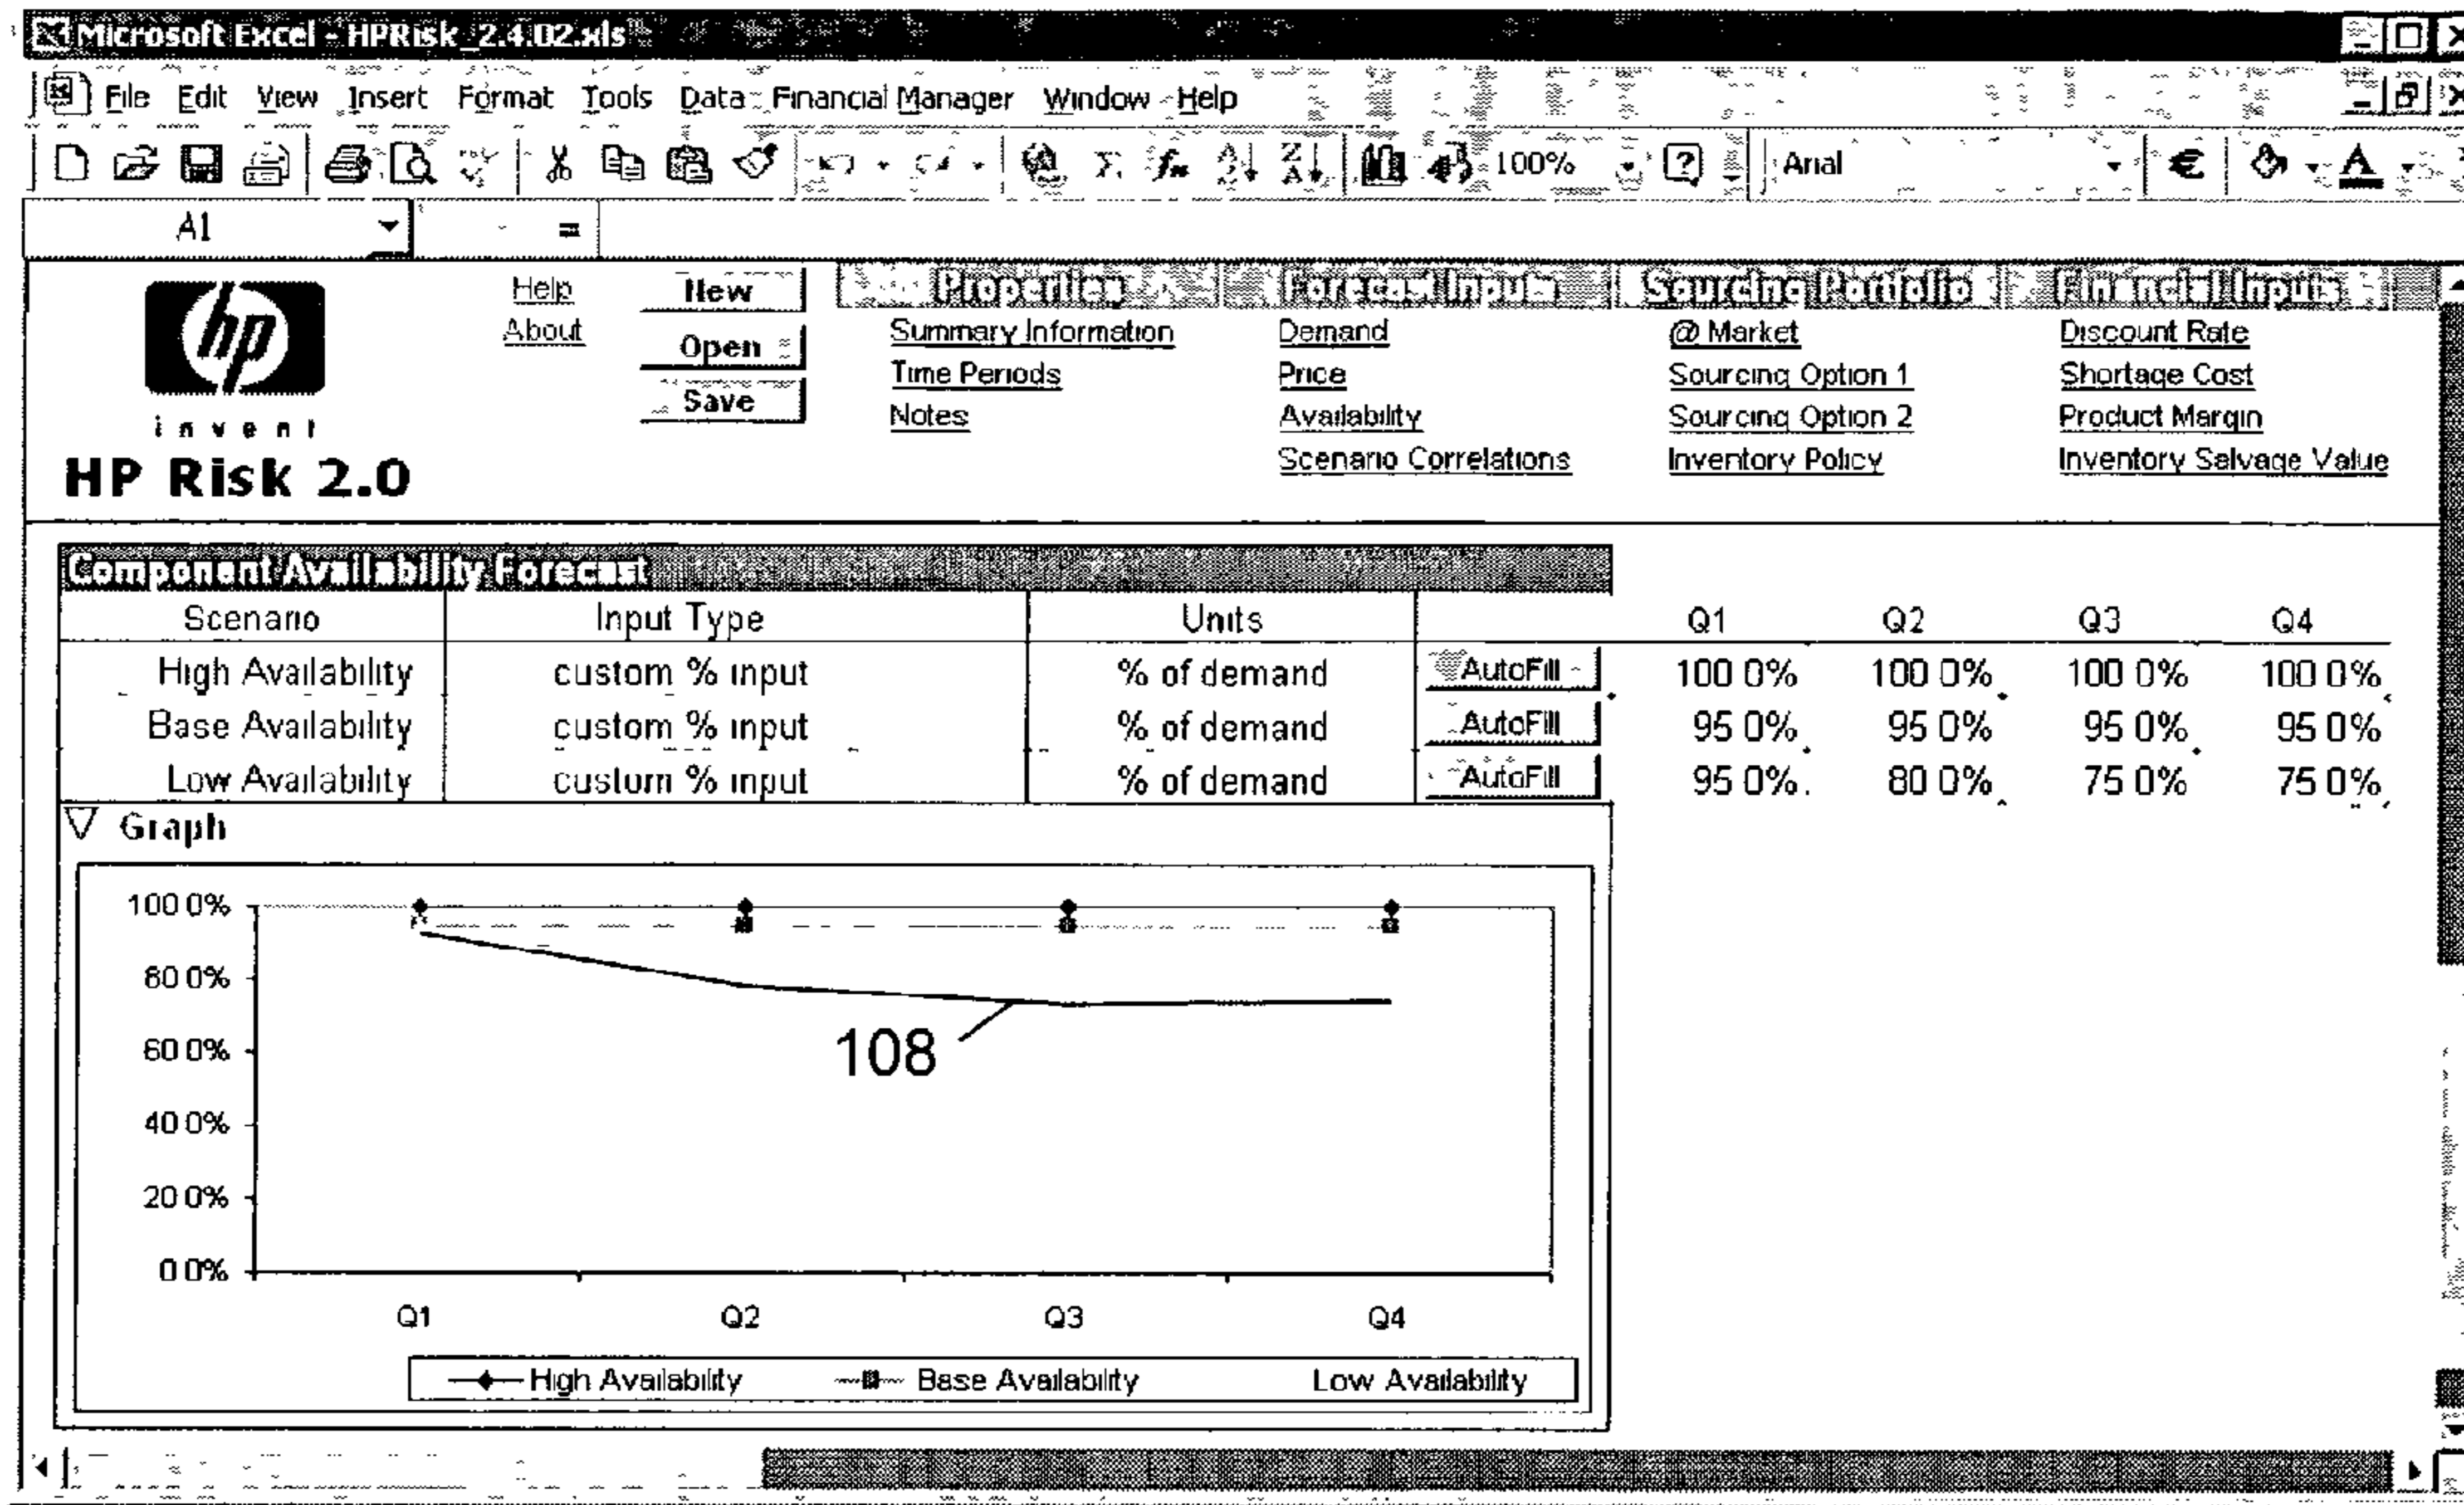 Microsoft Excel - HPRisk_2.4.02.xls
File Edit View Insert Format Tools Data Financial Manager Window Help
100% Arial
A1 =
hp
invent
HP Risk 2.0
Help
About
New
Open
Save
Properties
Summary Information
Time Periods
Notes
Forecast Inputs
Demand
Price
Availability
Scenario Correlations
Sourcing Portfolio
@ Market
Sourcing Option 1
Sourcing Option 2
Inventory Policy
Financial Inputs
Discount Rate
Shortage Cost
Product Margin
Inventory Salvage Value
Component Availability Forecast
Scenario Input Type Units Q1 Q2 Q3 Q4
High Availability custom % input % of demand AutoFill 100 0% 100 0% 100 0% 100 0%
Base Availability custom % input % of demand AutoFill 95 0% 95 0% 95 0% 95 0%
Low Availability custom % input % of demand AutoFill 95 0% 80 0% 75 0% 75 0%
Graph
100 0%
80 0%
60 0%
40 0%
20 0%
0 0%
108
Q1 Q2 Q3 Q4
High Availability Base Availability Low Availability